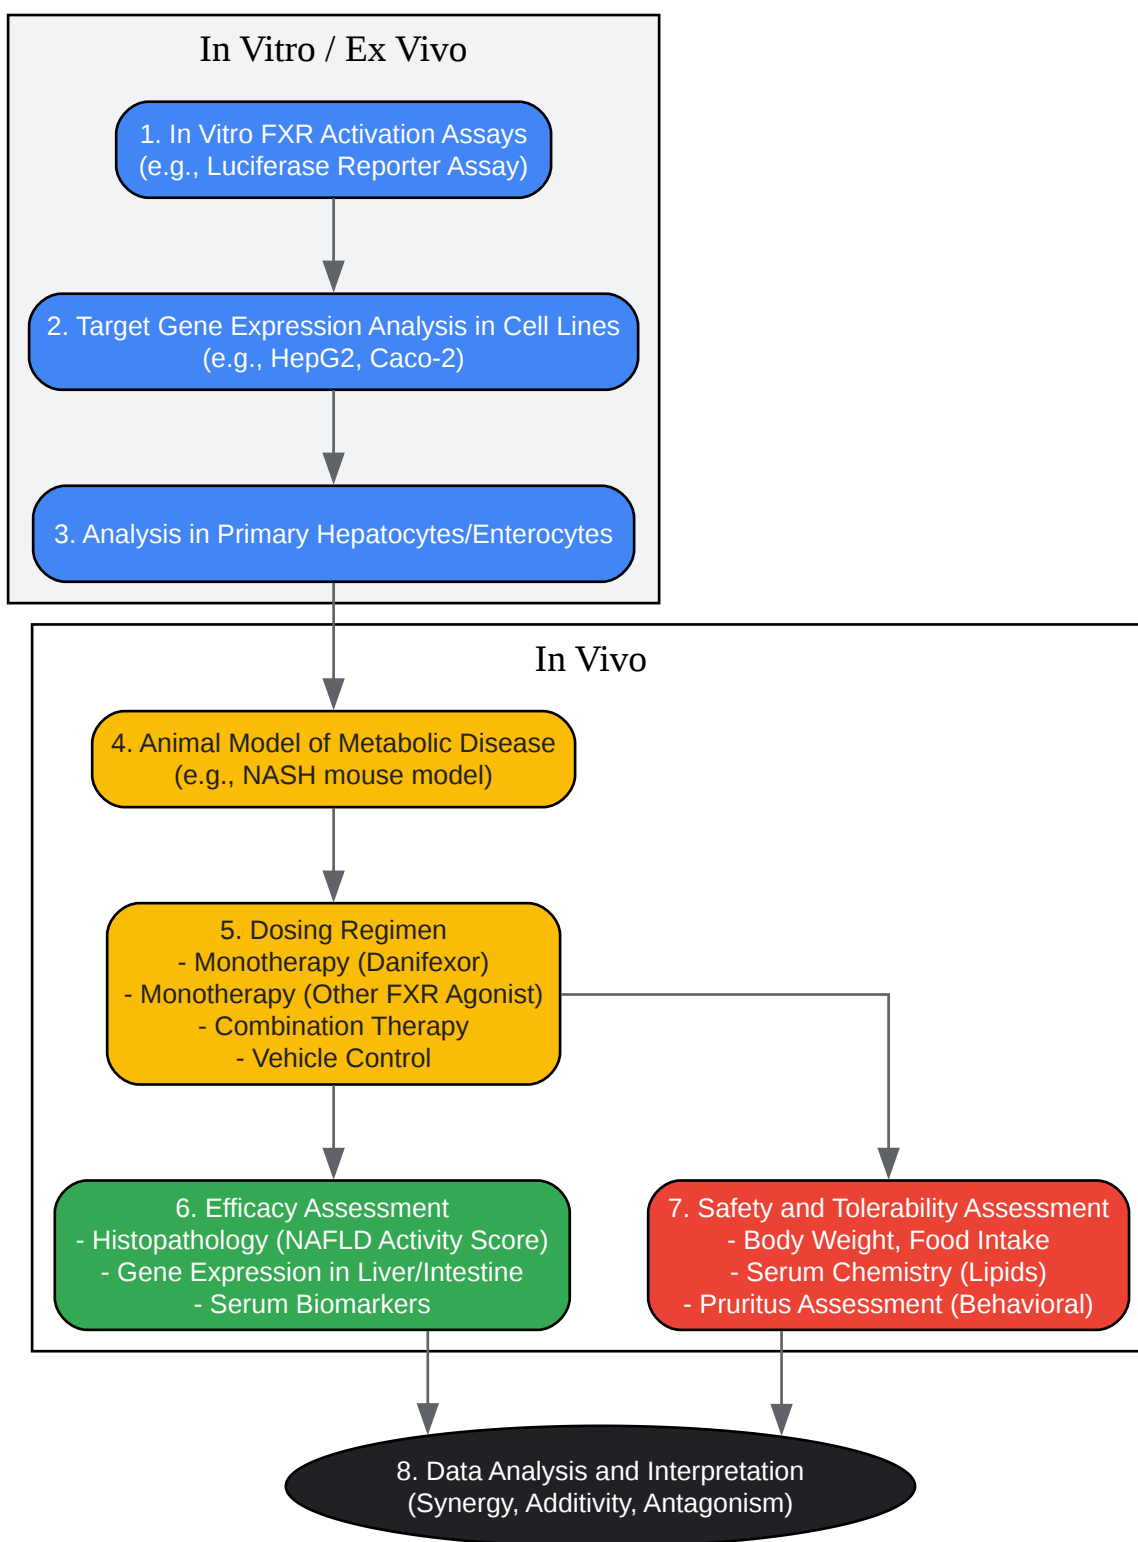 In Vitro / Ex Vivo
1. In Vitro FXR Activation Assays
(e.g., Luciferase Reporter Assay)
2. Target Gene Expression Analysis in Cell Lines
(e.g., HepG2, Caco-2)
3. Analysis in Primary Hepatocytes/Enterocytes
In Vivo
4. Animal Model of Metabolic Disease
(e.g., NASH mouse model)
5. Dosing Regimen
- Monotherapy (Danifexor)
- Monotherapy (Other FXR Agonist)
- Combination Therapy
- Vehicle Control
6. Efficacy Assessment
- Histopathology (NAFLD Activity Score)
- Gene Expression in Liver/Intestine
- Serum Biomarkers
7. Safety and Tolerability Assessment
- Body Weight, Food Intake
- Serum Chemistry (Lipids)
- Pruritus Assessment (Behavioral)
8. Data Analysis and Interpretation
(Synergy, Additivity, Antagonism)